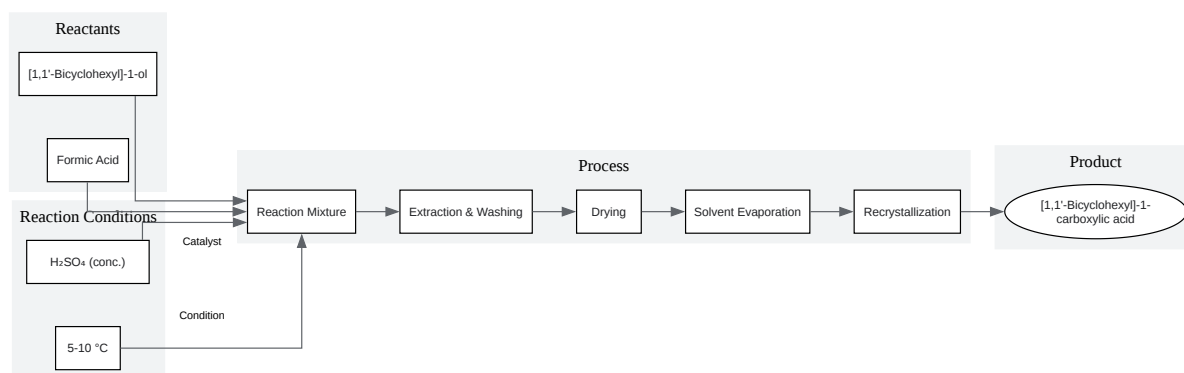 Reactants
[1,1'-Bicyclohexyl]-1-ol
Formic Acid
Reaction Conditions
H₂SO₄ (conc.)
5-10 °C
Catalyst
Condition
Process
Reaction Mixture
Extraction & Washing
Drying
Solvent Evaporation
Recrystallization
Product
[1,1'-Bicyclohexyl]-1-
carboxylic acid